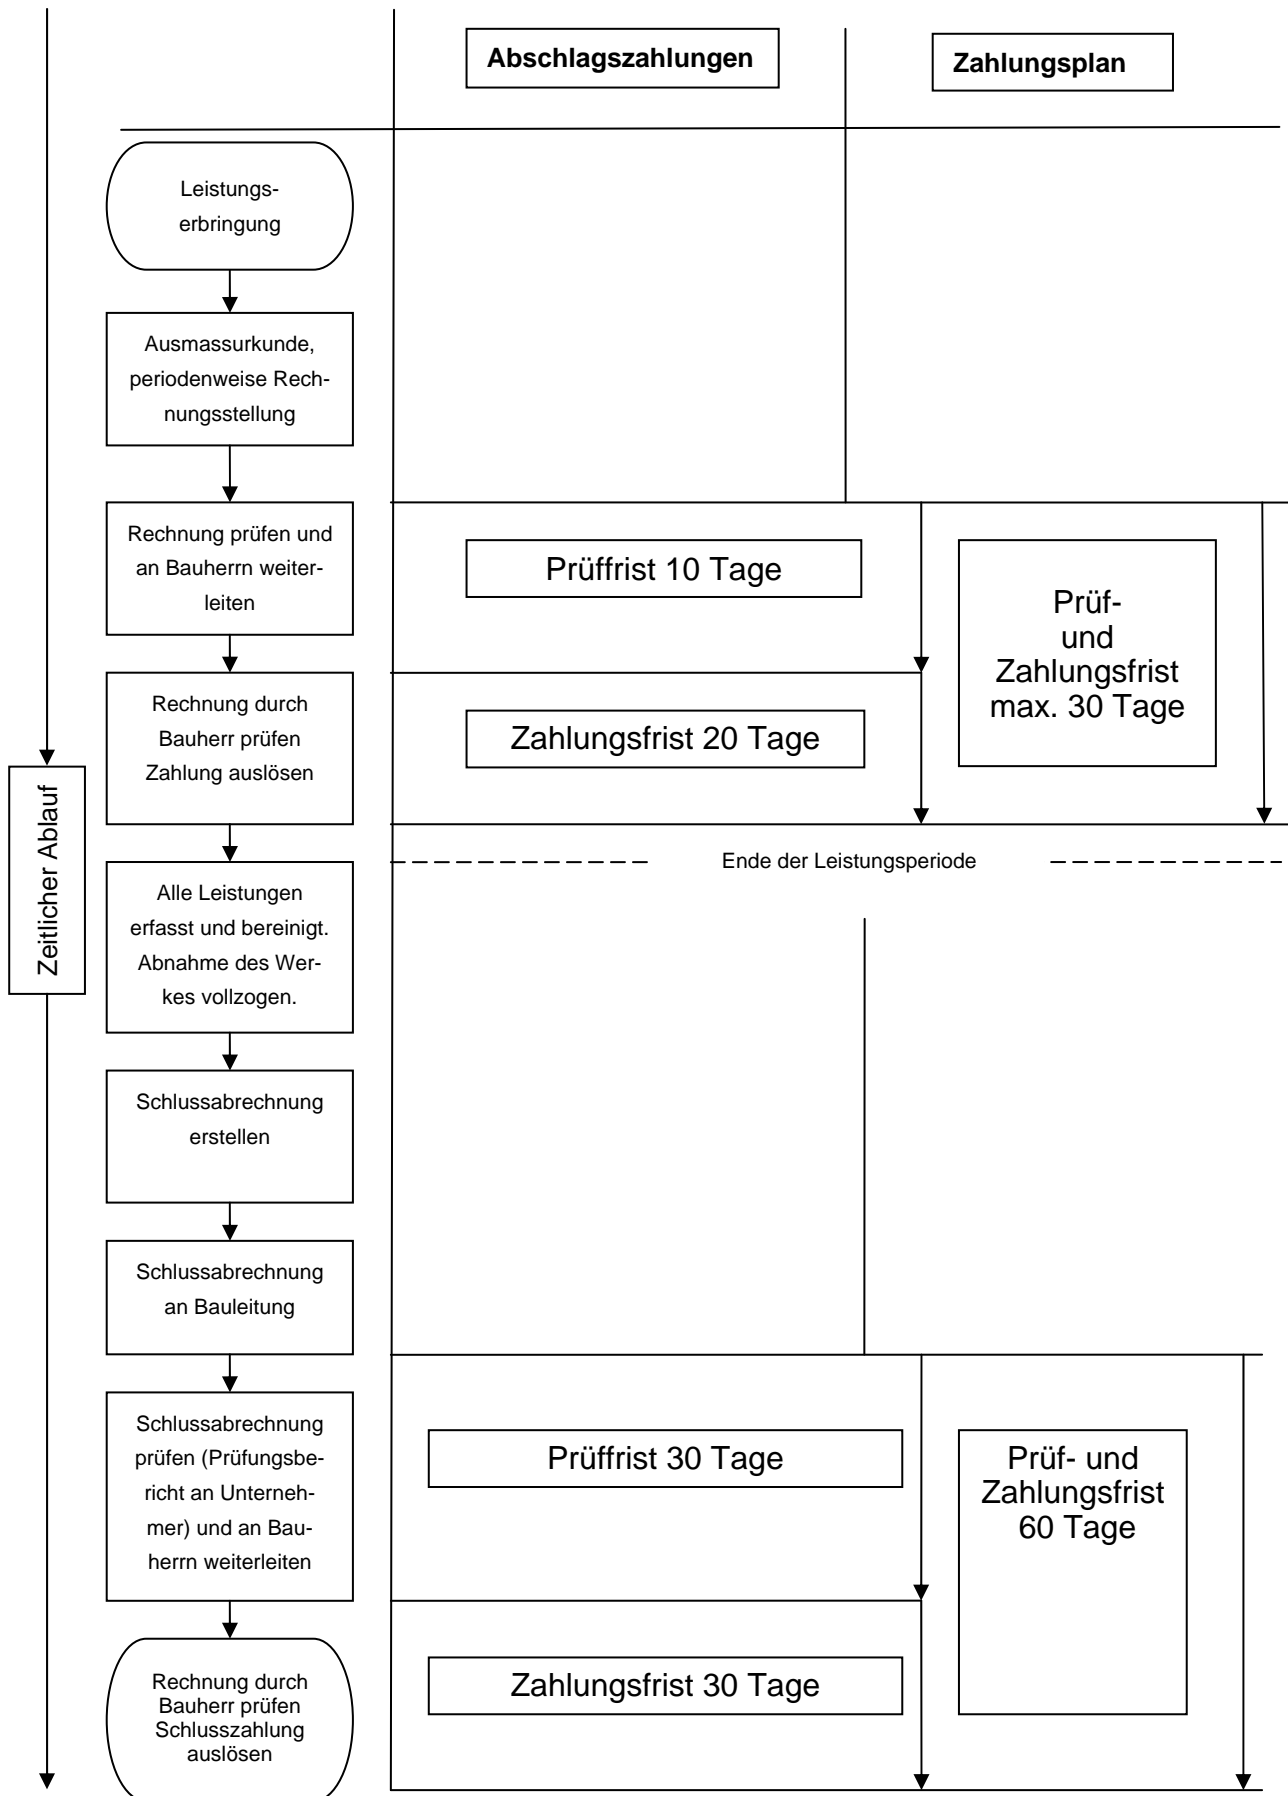 Abschlagszahlungen
Zahlungsplan
Leistungs-
erbringung
Ausmassurkunde,
periodenweise Rech-
nungsstellung
Rechnung prüfen und
an Bauherrn weiter-
leiten
Prüffrist 10 Tage
Prüf-
und
Zahlungsfrist
max. 30 Tage
Rechnung durch
Bauherr prüfen
Zahlung auslösen
Zahlungsfrist 20 Tage
Zeitlicher Ablauf
Ende der Leistungsperiode
Alle Leistungen
erfasst und bereinigt.
Abnahme des Wer-
kes vollzogen.
Schlussabrechnung
erstellen
Schlussabrechnung
an Bauleitung
Schlussabrechnung
prüfen (Prüfungsbe-
richt an Unterneh-
mer) und an Bau-
herrn weiterleiten
Prüffrist 30 Tage
Prüf- und
Zahlungsfrist
60 Tage
Rechnung durch
Bauherr prüfen
Schlusszahlung
auslösen
Zahlungsfrist 30 Tage